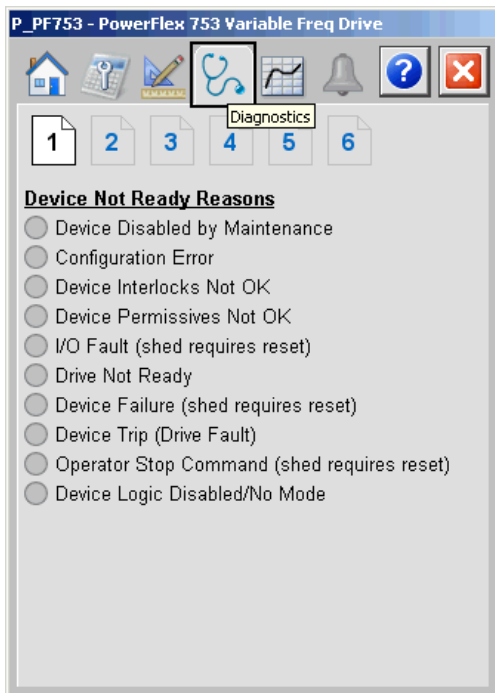 P_PF753 - PowerFlex 753 Variable Freq Drive
?
Diagnostics
1 2 3 4 5 6
Device Not Ready Reasons
Device Disabled by Maintenance
Configuration Error
Device Interlocks Not OK
Device Permissives Not OK
I/O Fault (shed requires reset)
Drive Not Ready
Device Failure (shed requires reset)
Device Trip (Drive Fault)
Operator Stop Command (shed requires reset)
Device Logic Disabled/No Mode